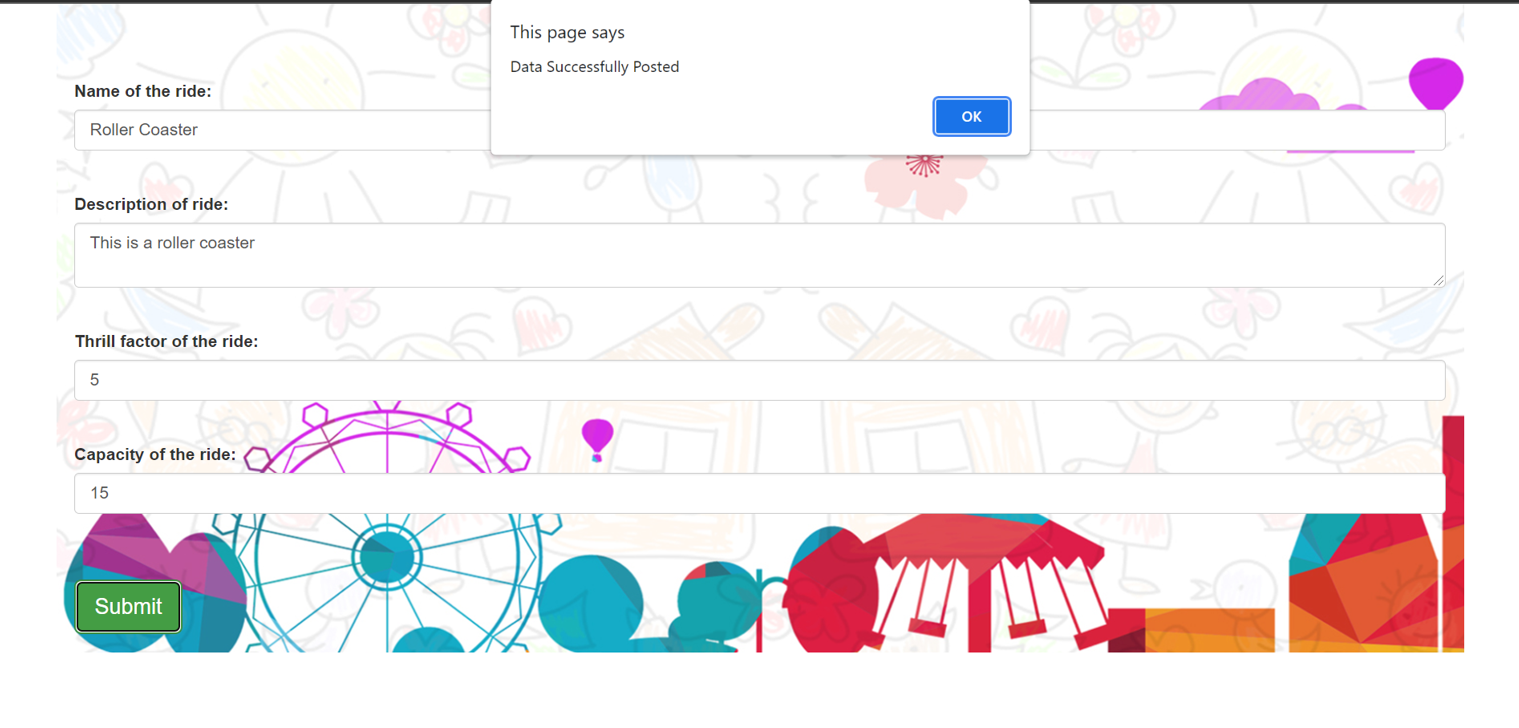 This page says
Data Successfully Posted
OK
Name of the ride:
Roller Coaster
Description of ride:
This is a roller coaster
Thrill factor of the ride:
5
Capacity of the ride:
15
Submit